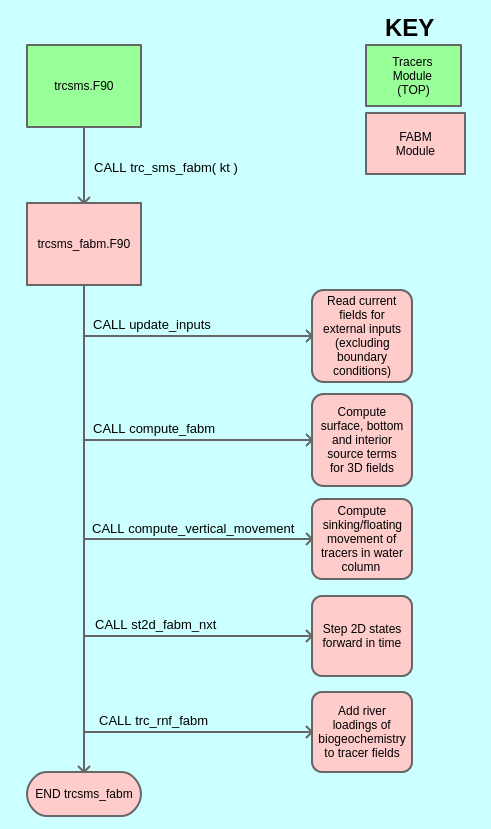 KEY
trcsms.F90
Tracers
Module
(TOP)
FABM
Module
CALL trc_sms_fabm( kt )
trcsms_fabm.F90
CALL update_inputs
Read current
fields for
external inputs
(excluding
boundary
conditions)
CALL compute_fabm
Compute
surface, bottom
and interior
source terms
for 3D fields
CALL compute_vertical_movement
Compute
sinking/floating
movement of
tracers in water
column
CALL st2d_fabm_nxt
Step 2D states
forward in time
CALL trc_rnf_fabm
Add river
loadings of
biogeochemistry
to tracer fields
END trcsms_fabm